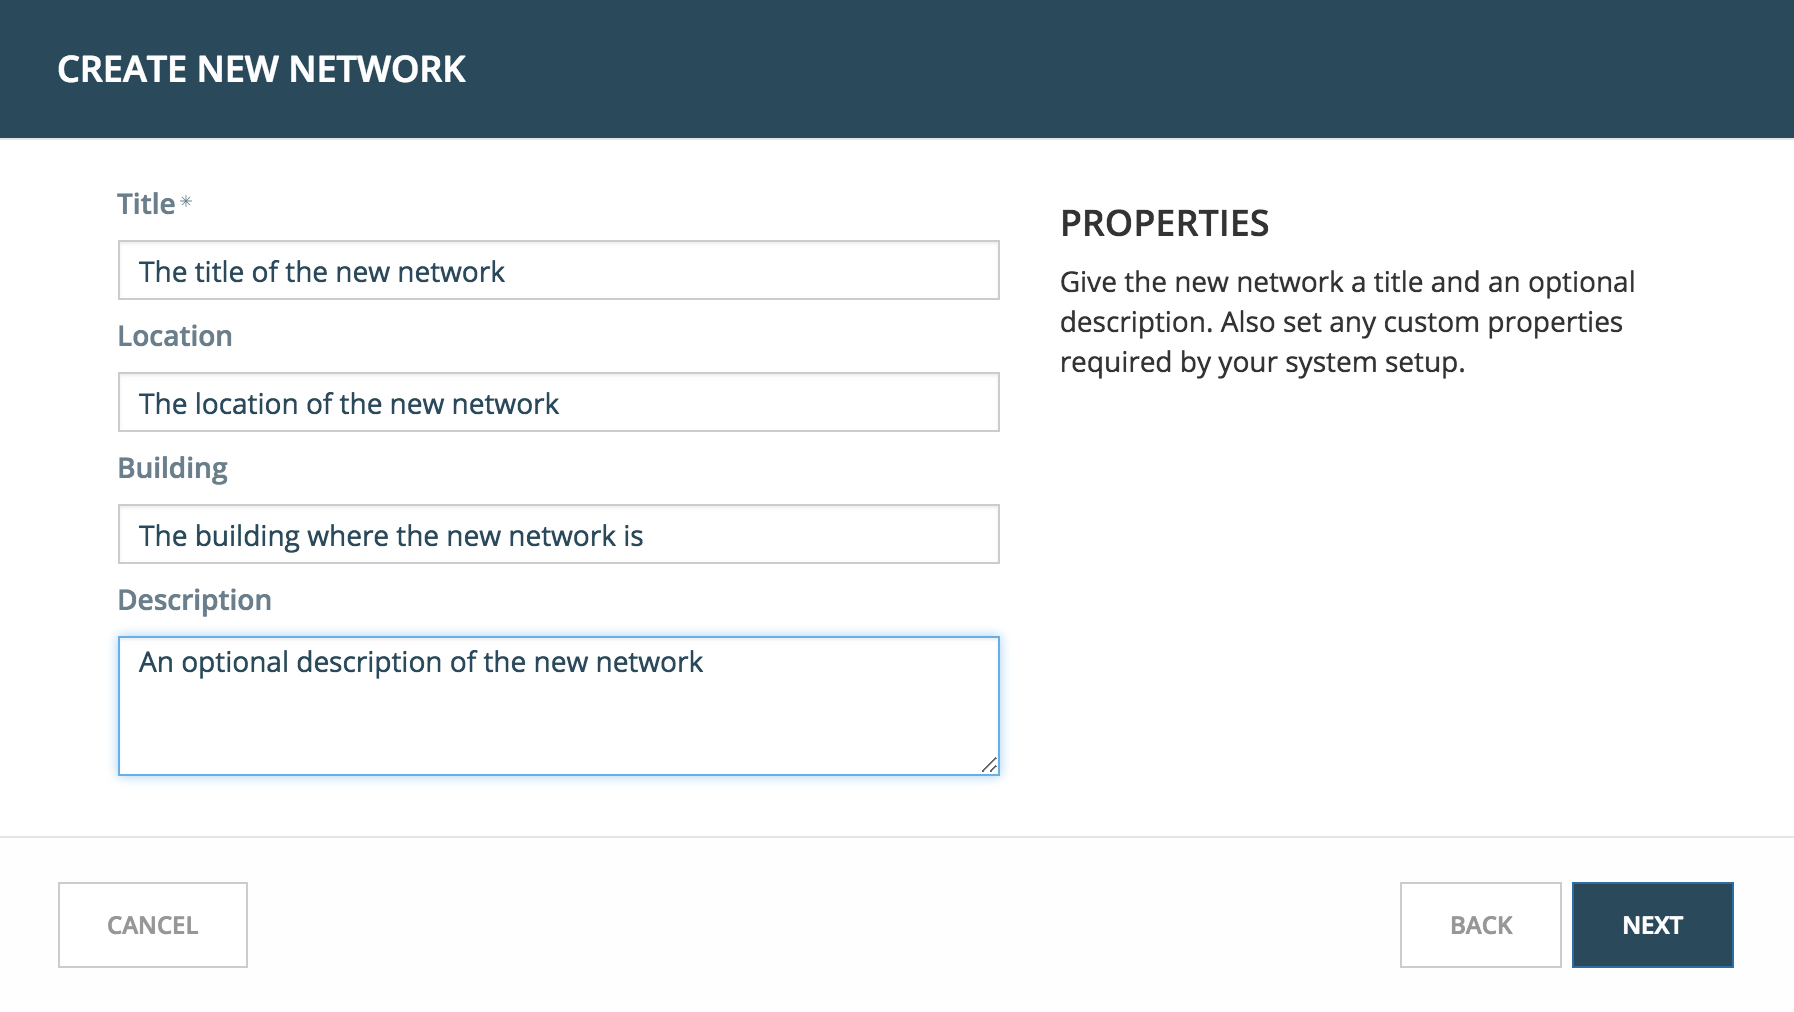 CREATE NEW NETWORK
Title *
The title of the new network
Location
The location of the new network
Building
The building where the new network is
Description
An optional description of the new network
PROPERTIES
Give the new network a title and an optional
description. Also set any custom properties
required by your system setup.
CANCEL
BACK
NEXT